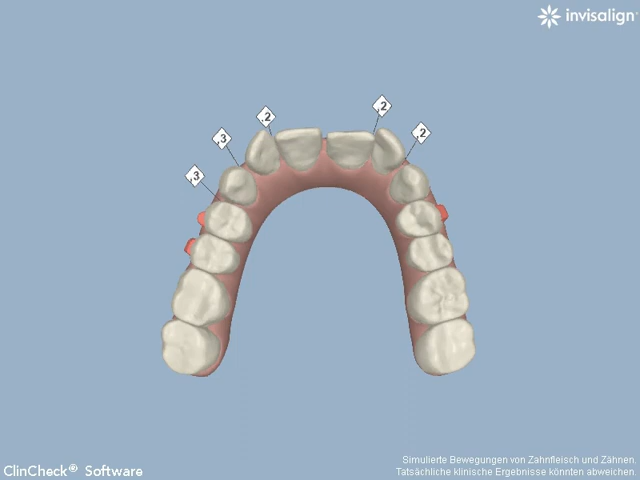 invisalign
.2
.2
.3
.2
.3
ClinCheck® Software
Simulierte Bewegungen von Zahnfleisch und Zähnen.
Tatsächliche klinische Ergebnisse könnten abweichen.